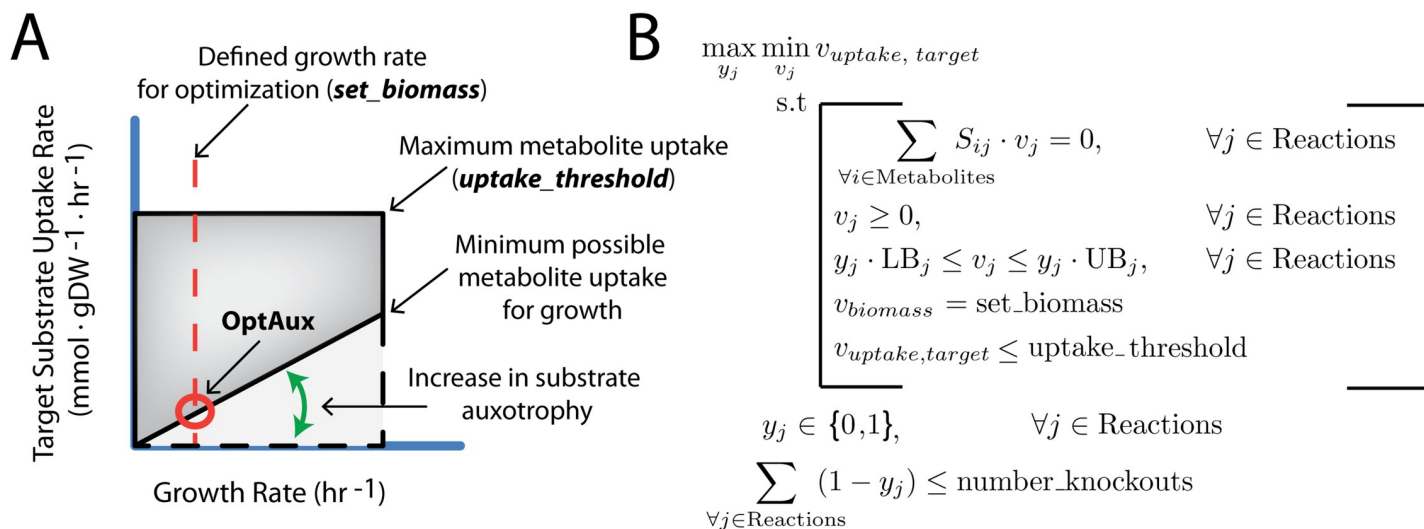 A
Defined growth rate
for optimization (set_biomass)
Target Substrate Uptake Rate
(mmol · gDW -1 · hr -1)
Maximum metabolite uptake
(uptake_threshold)
Minimum possible
metabolite uptake
for growth
OptAux
Increase in substrate
auxotrophy
Growth Rate (hr -1)
B
max min v_uptake, target
y_j v_j
s.t
∑ S_ij · v_j = 0, ∀j ∈ Reactions
∀i∈Metabolites
v_j ≥ 0, ∀j ∈ Reactions
y_j · LB_j ≤ v_j ≤ y_j · UB_j, ∀j ∈ Reactions
v_biomass = set_biomass
v_uptake,target ≤ uptake_threshold
y_j ∈ {0,1}, ∀j ∈ Reactions
∑ (1 − y_j) ≤ number_knockouts
∀j∈Reactions